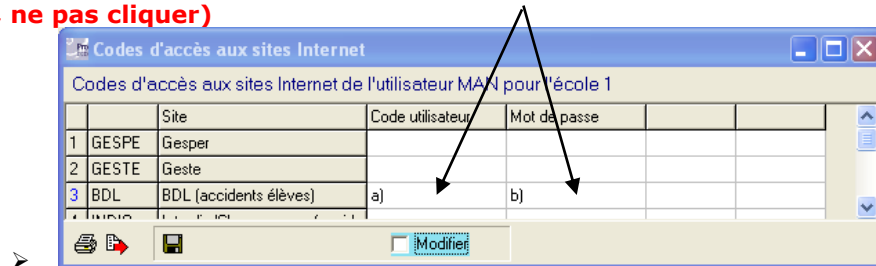 ne pas cliquer)
Codes d'accès aux sites Internet
Codes d'accès aux sites Internet de l'utilisateur MAN pour l'école 1
Site Code utilisateur Mot de passe
1 GESPE Gesper
2 GESTE Geste
3 BDL BDL (accidents élèves) a) b)
Modifier